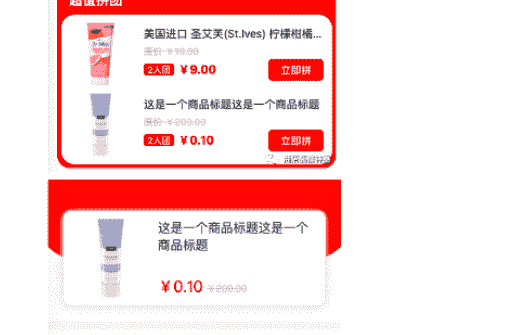 超值拼团
美国进口 圣艾芙(St.Ives) 柠檬柑橘...
原价 ￥18.00
2人团 ￥9.00
立即拼
这是一个商品标题这是一个商品标题
原价 ￥200.00
2人团 ￥0.10
立即拼
这是一个商品标题这是一个
商品标题
￥0.10 ￥200.00